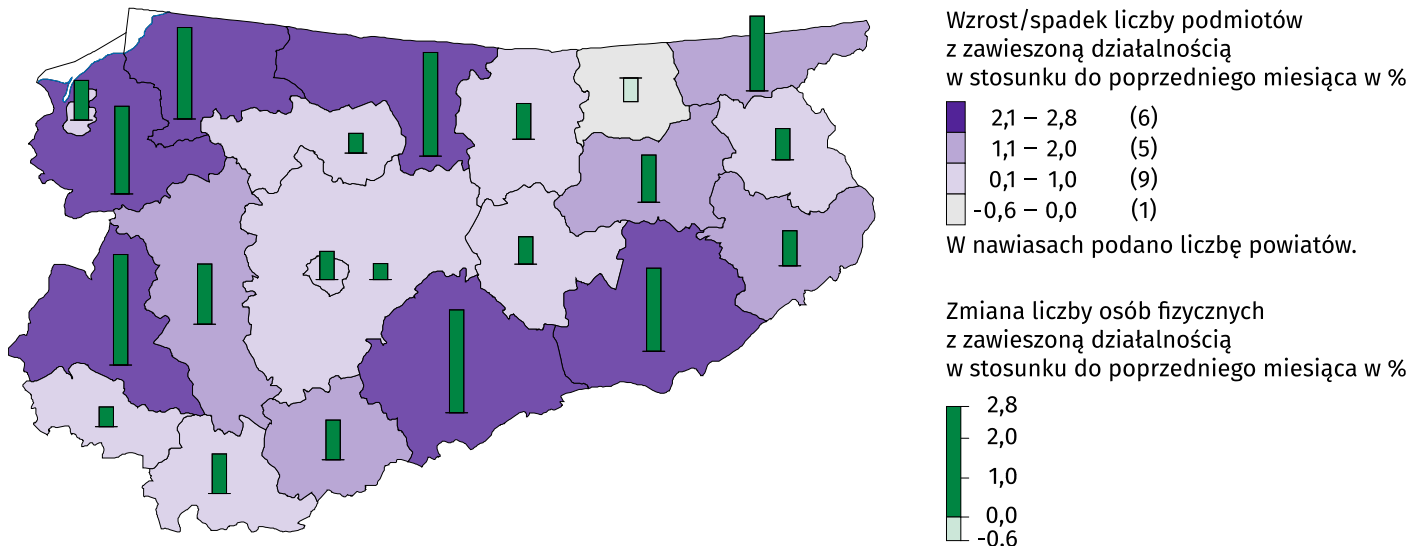 Wzrost/spadek liczby podmiotów
z zawieszoną działalnością
w stosunku do poprzedniego miesiąca w %
2,1 – 2,8 (6)
1,1 – 2,0 (5)
0,1 – 1,0 (9)
-0,6 – 0,0 (1)
W nawiasach podano liczbę powiatów.
Zmiana liczby osób fizycznych
z zawieszoną działalnością
w stosunku do poprzedniego miesiąca w %
2,8
2,0
1,0
0,0
-0,6